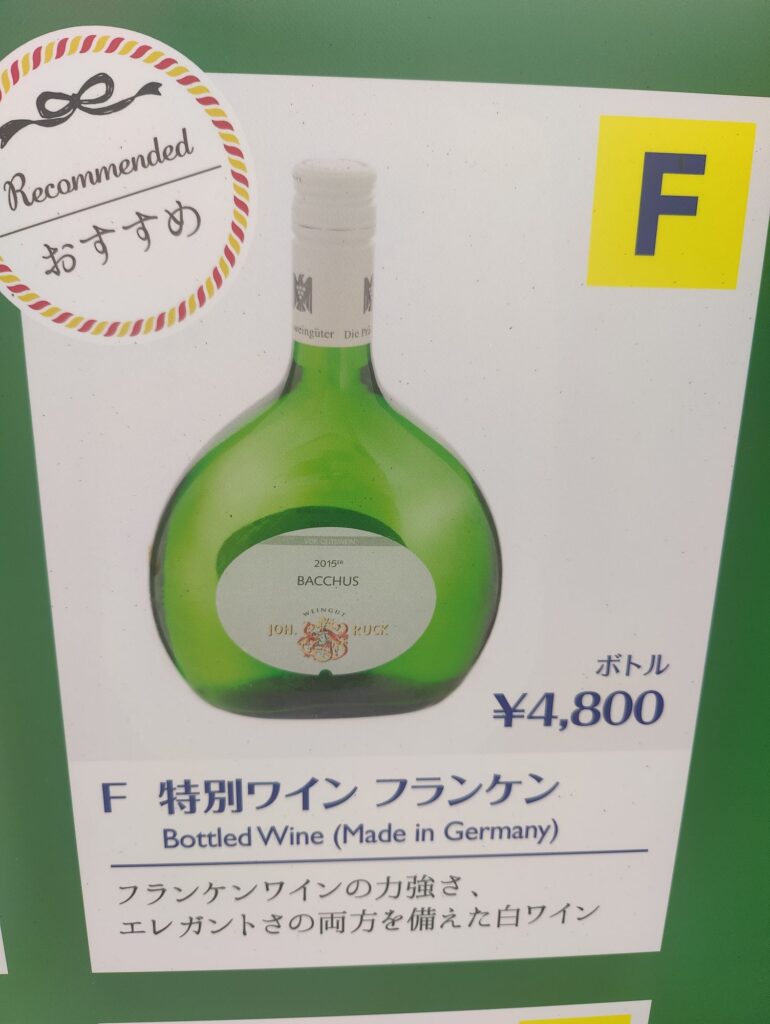 Recommended
おすすめ
F
weingüter Die Prä
2015er
BACCHUS
WEINGUT
JOH. RUCK
ボトル
¥4,800
F 特別ワイン フランケン
Bottled Wine (Made in Germany)
フランケンワインの力強さ、
エレガントさの両方を備えた白ワイン